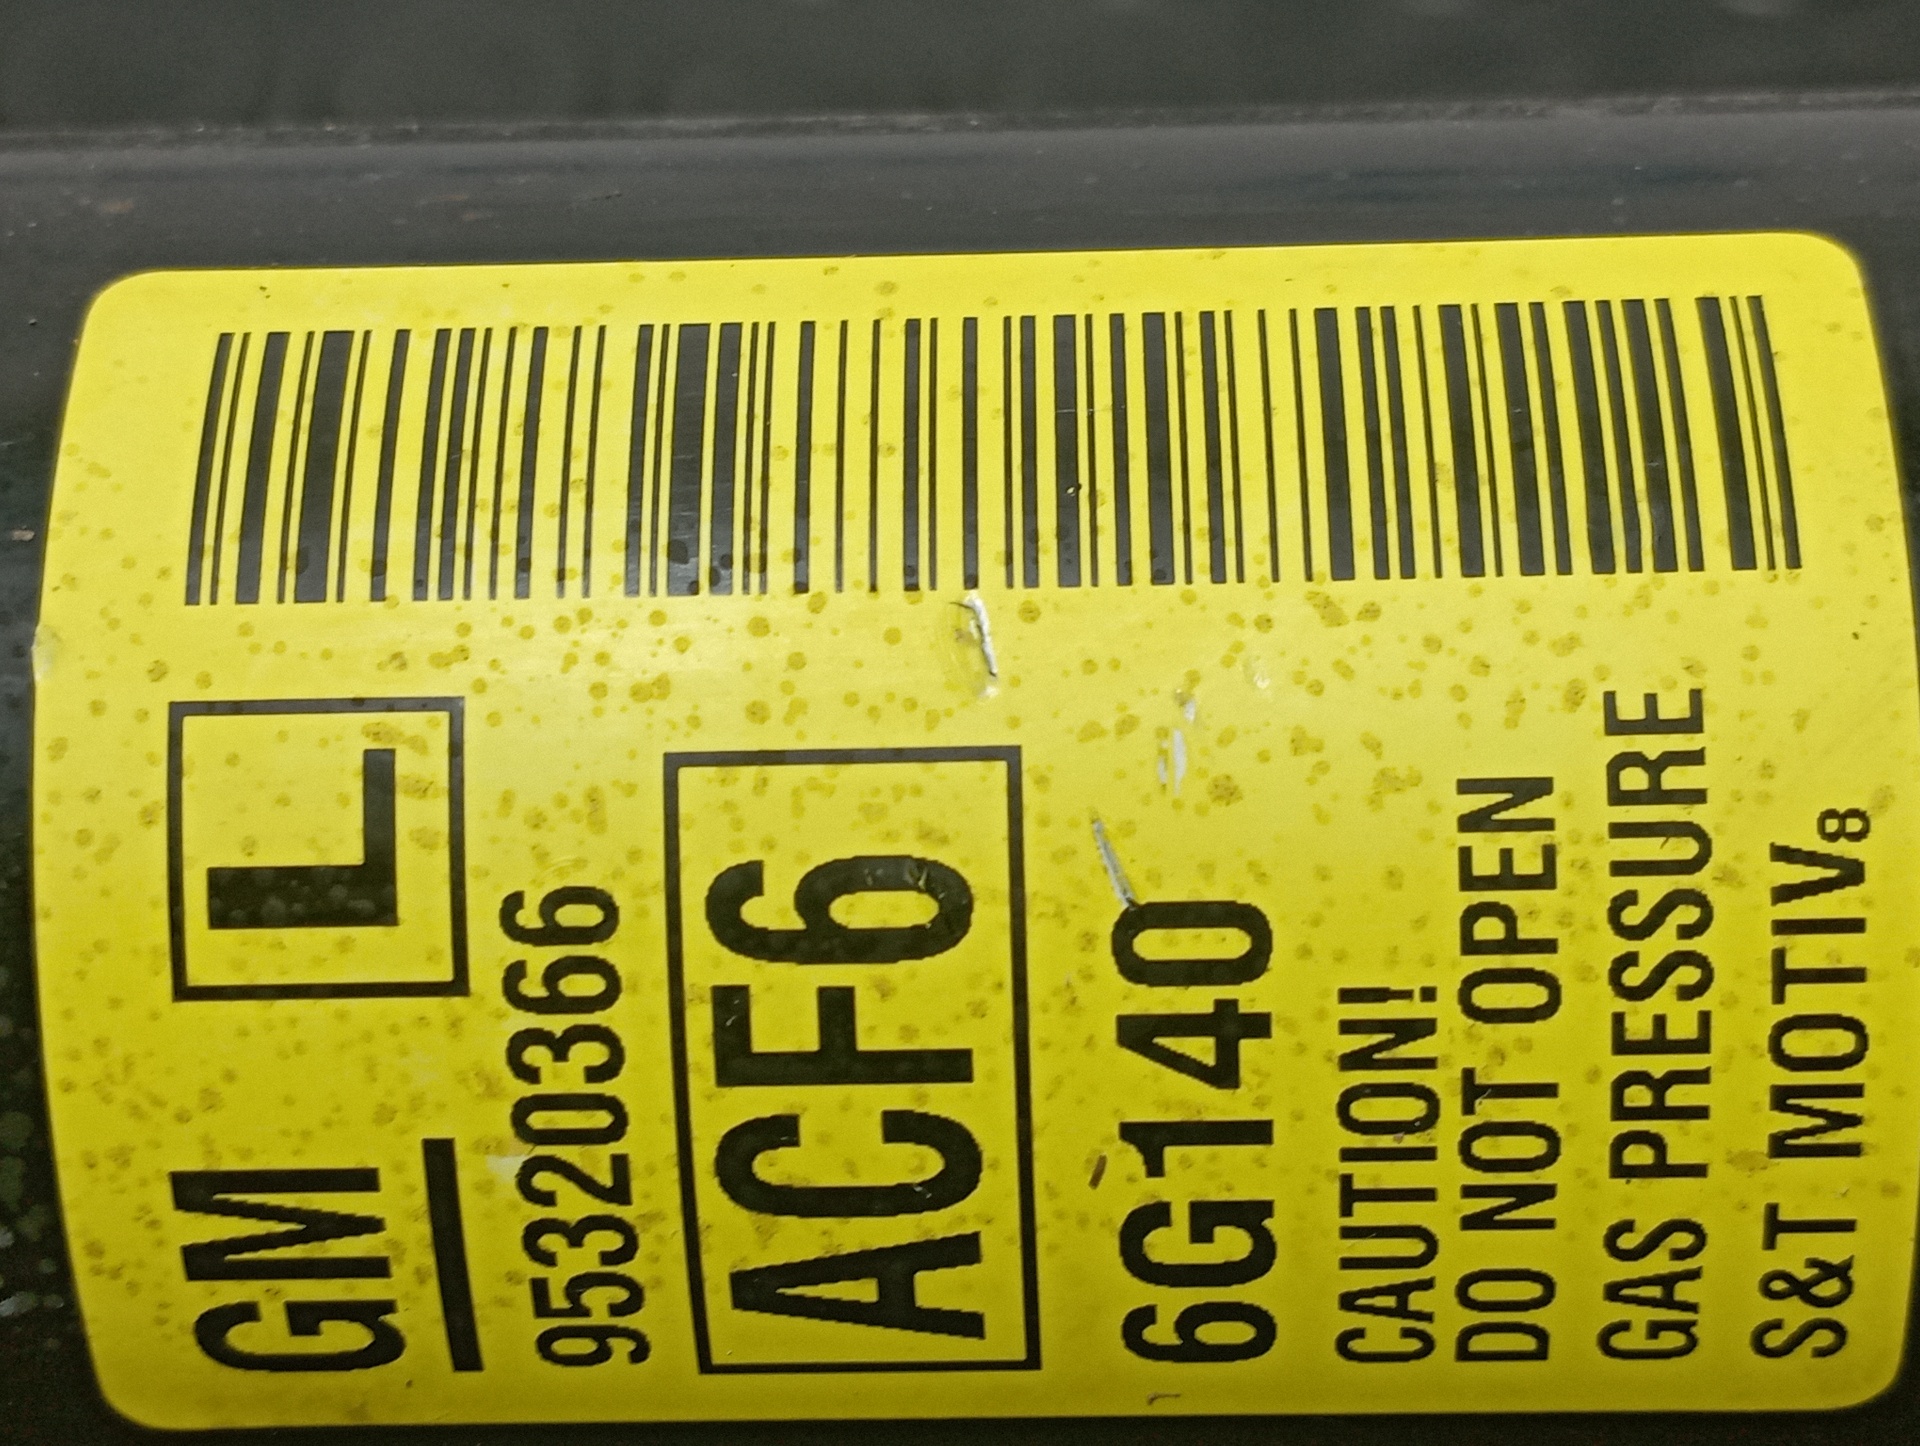 GM L
95320366
ACF6
6G140
CAUTION!
DO NOT OPEN
GAS PRESSURE
S&T MOTIV8